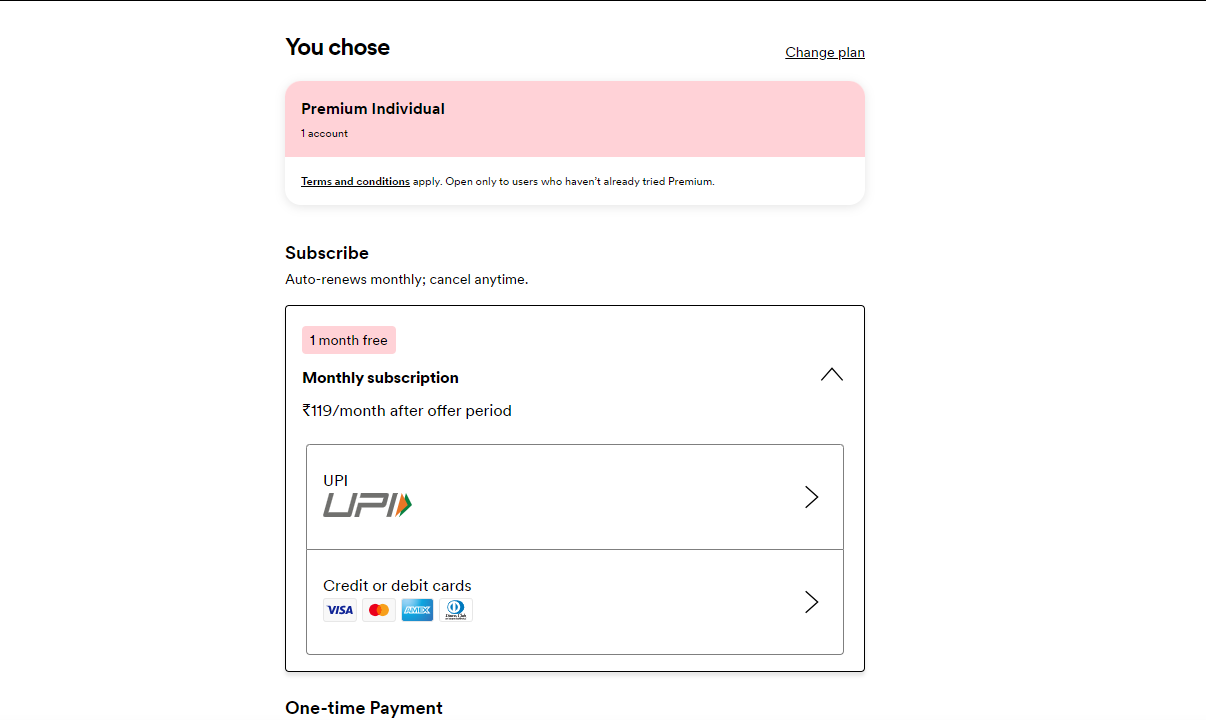 You chose
Change plan
Premium Individual
1 account
Terms and conditions apply. Open only to users who haven't already tried Premium.
Subscribe
Auto-renews monthly; cancel anytime.
1 month free
Monthly subscription
₹119/month after offer period
UPI
UPI
Credit or debit cards
VISA
AMEX
One-time Payment